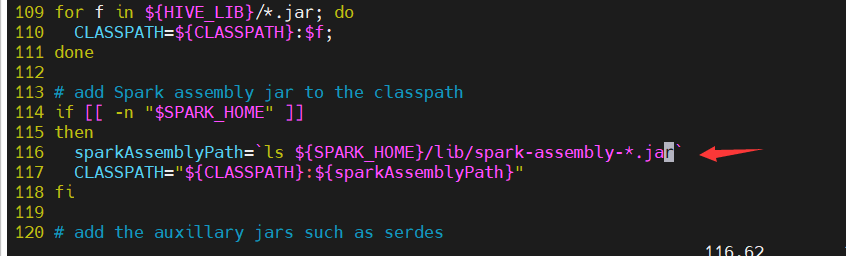 109 for f in ${HIVE_LIB}/*.jar; do
110   CLASSPATH=${CLASSPATH}:$f;
111 done
112
113 # add Spark assembly jar to the classpath
114 if [[ -n "$SPARK_HOME" ]]
115 then
116   sparkAssemblyPath=`ls ${SPARK_HOME}/lib/spark-assembly-*.jar`
117   CLASSPATH="${CLASSPATH}:${sparkAssemblyPath}"
118 fi
119
120 # add the auxillary jars such as serdes
116,62